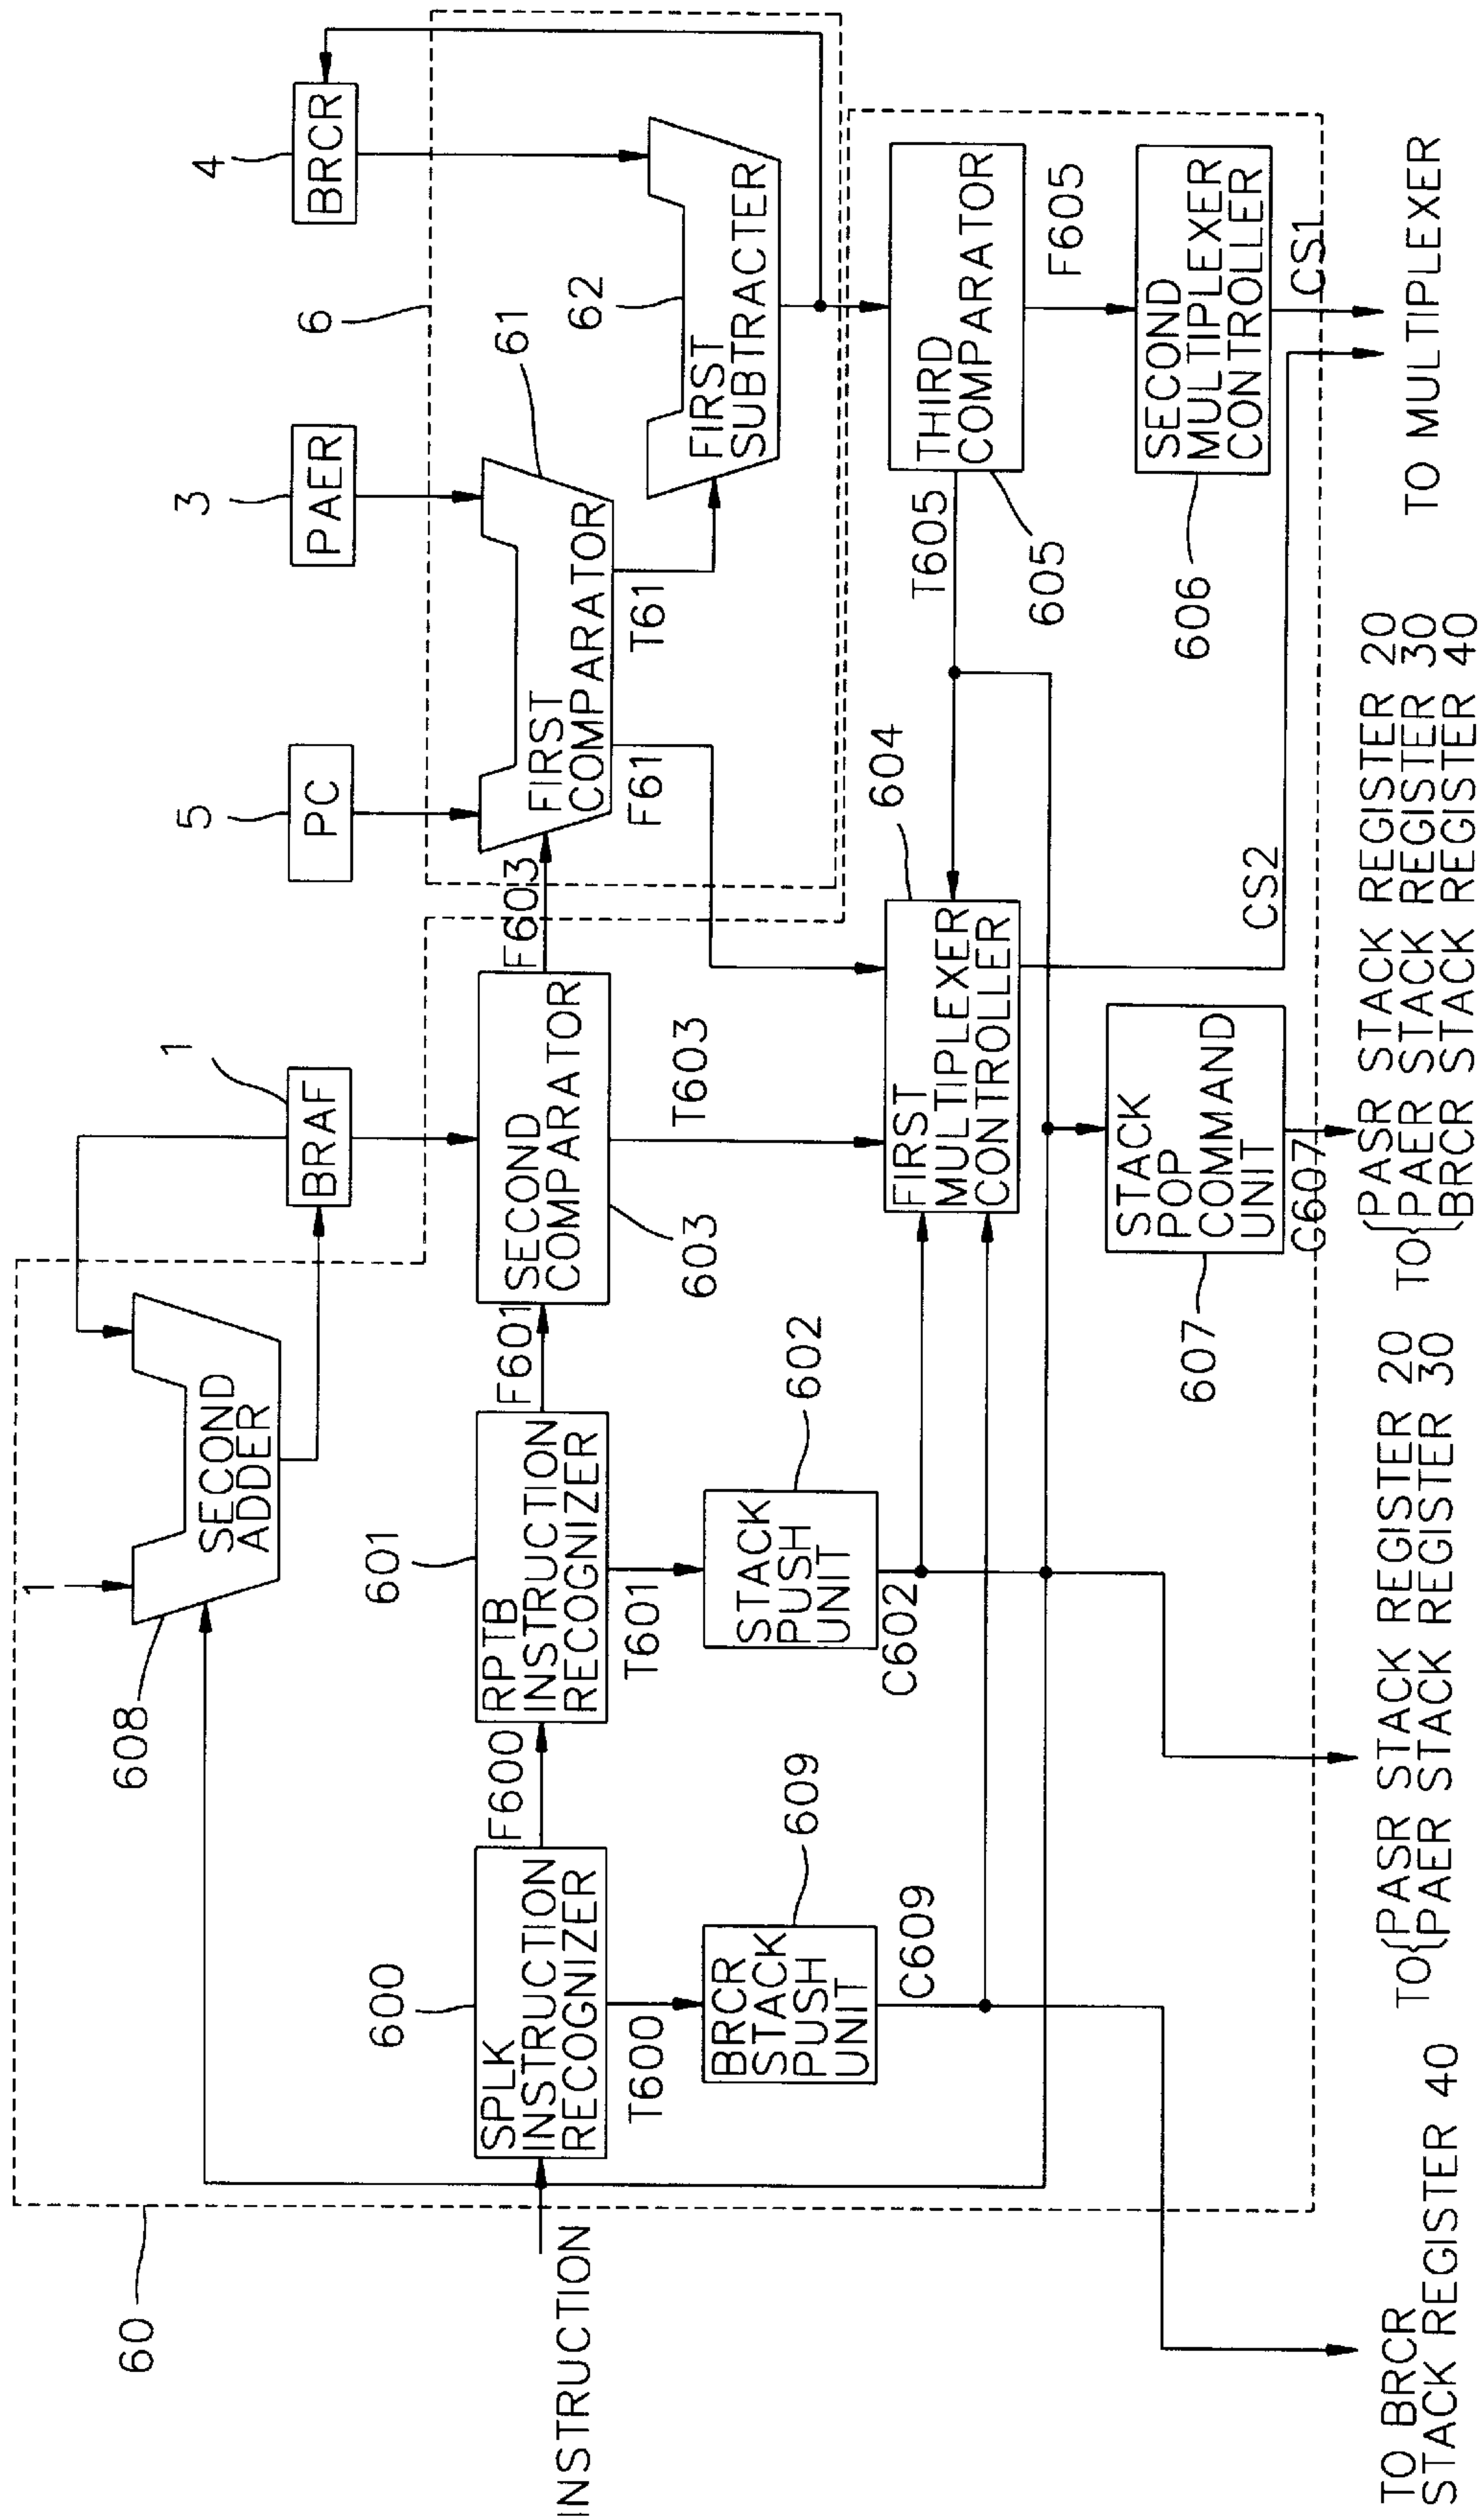 60
608
1
SECOND
ADDER
1
BRAF
5
PC
3
PAER
4
BRCR
6
INSTRUCTION
600
SPLK
INSTRUCTION
RECOGNIZER
F600
601
RPTB
INSTRUCTION
RECOGNIZER
F601
SECOND
COMPARATOR
603
F603
FIRST
COMPARATOR
61
62
FIRST
SUBTRACTER
T600
T601
T603
F61
T61
BRCR
STACK
PUSH
UNIT
609
STACK
PUSH
UNIT
602
C609
C602
FIRST
MULTIPLEXER
CONTROLLER
604
T605
605
THIRD
COMPARATOR
F605
607
STACK
POP
COMMAND
UNIT
C607
606
SECOND
MULTIPLEXER
CONTROLLER
CS2
CS1
TO BRCR
STACK REGISTER 40
TO{PASR STACK REGISTER 20
PAER STACK REGISTER 30
TO{PASR STACK REGISTER 20
PAER STACK REGISTER 30
BRCR STACK REGISTER 40
TO MULTIPLEXER